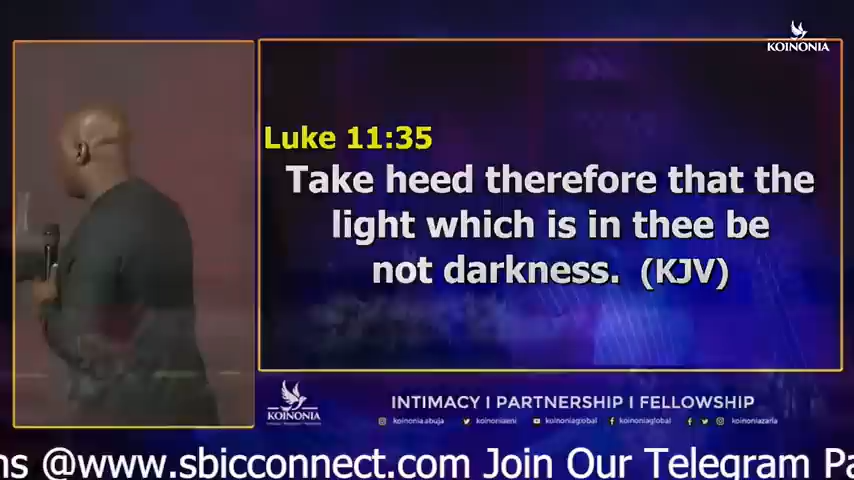 KOINONIA
Luke 11:35
Take heed therefore that the
light which is in thee be
not darkness. (KJV)
KOINONIA
INTIMACY I PARTNERSHIP I FELLOWSHIP
koinonia.abuja koinoniaeni koinoniaglobal koinoniaglobal koinoniazaria
ns @www.sbicconnect.com Join Our Telegram Pa